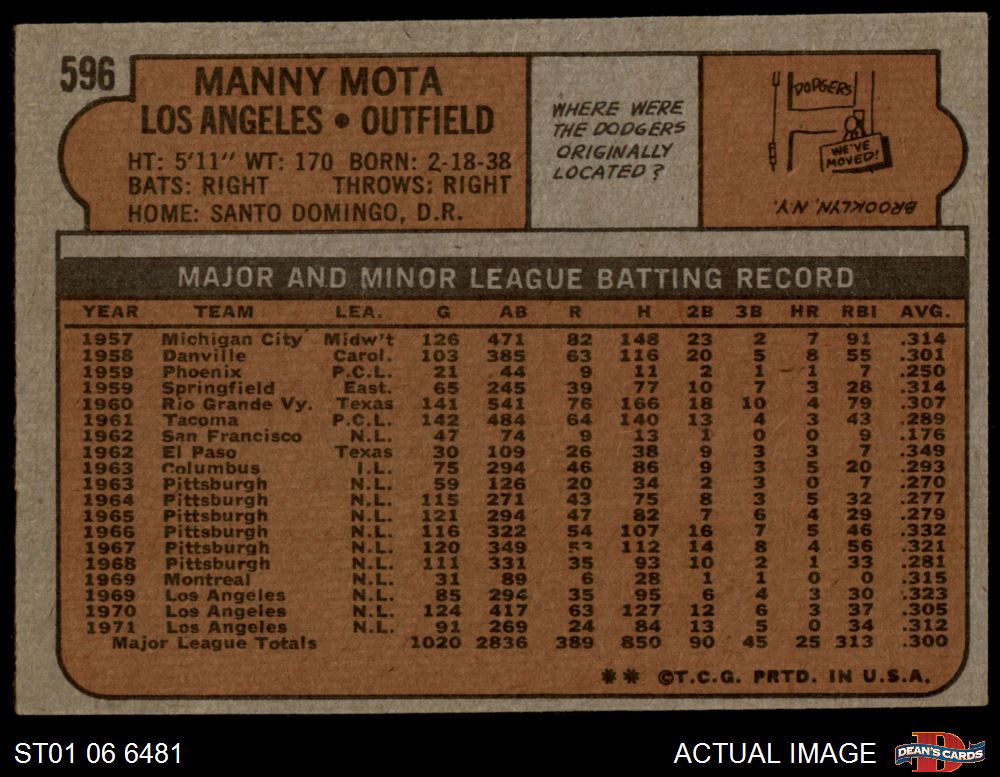 596
MANNY MOTA
LOS ANGELES • OUTFIELD
HT: 5'11" WT: 170 BORN: 2-18-38
BATS: RIGHT THROWS: RIGHT
HOME: SANTO DOMINGO, D.R.
WHERE WERE
THE DODGERS
ORIGINALLY
LOCATED?
DODGERS
WE'VE
MOVED!
BROOKLYN, N.Y.
MAJOR AND MINOR LEAGUE BATTING RECORD
YEAR TEAM LEA. G AB R H 2B 3B HR RBI AVG.
1957 Michigan City Midw't 126 471 82 148 23 2 7 91 .314
1958 Danville Carol. 103 385 63 116 20 5 8 55 .301
1959 Phoenix P.C.L. 21 44 9 11 2 1 1 7 .250
1959 Springfield East. 65 245 39 77 10 7 3 28 .314
1960 Rio Grande Vy. Texas 141 541 76 166 18 10 4 79 .307
1961 Tacoma P.C.L. 142 484 64 140 13 4 3 43 .289
1962 San Francisco N.L. 47 74 9 13 1 0 0 9 .176
1962 El Paso Texas 30 109 26 38 9 3 3 7 .349
1963 Columbus I.L. 75 294 46 86 9 3 5 20 .293
1963 Pittsburgh N.L. 59 126 20 34 2 3 0 7 .270
1964 Pittsburgh N.L. 115 271 43 75 8 3 5 32 .277
1965 Pittsburgh N.L. 121 294 47 82 7 6 4 29 .279
1966 Pittsburgh N.L. 116 322 54 107 16 7 5 46 .332
1967 Pittsburgh N.L. 120 349 53 112 14 8 4 56 .321
1968 Pittsburgh N.L. 111 331 35 93 10 2 1 33 .281
1969 Montreal N.L. 31 89 6 28 1 1 0 0 .315
1969 Los Angeles N.L. 85 294 35 95 6 4 3 30 .323
1970 Los Angeles N.L. 124 417 63 127 12 6 3 37 .305
1971 Los Angeles N.L. 91 269 24 84 13 5 0 34 .312
Major League Totals 1020 2836 389 850 90 45 25 313 .300
** ©T.C.G. PRTD. IN U.S.A.
ST01 06 6481
ACTUAL IMAGE
D
DEAN'S CARDS